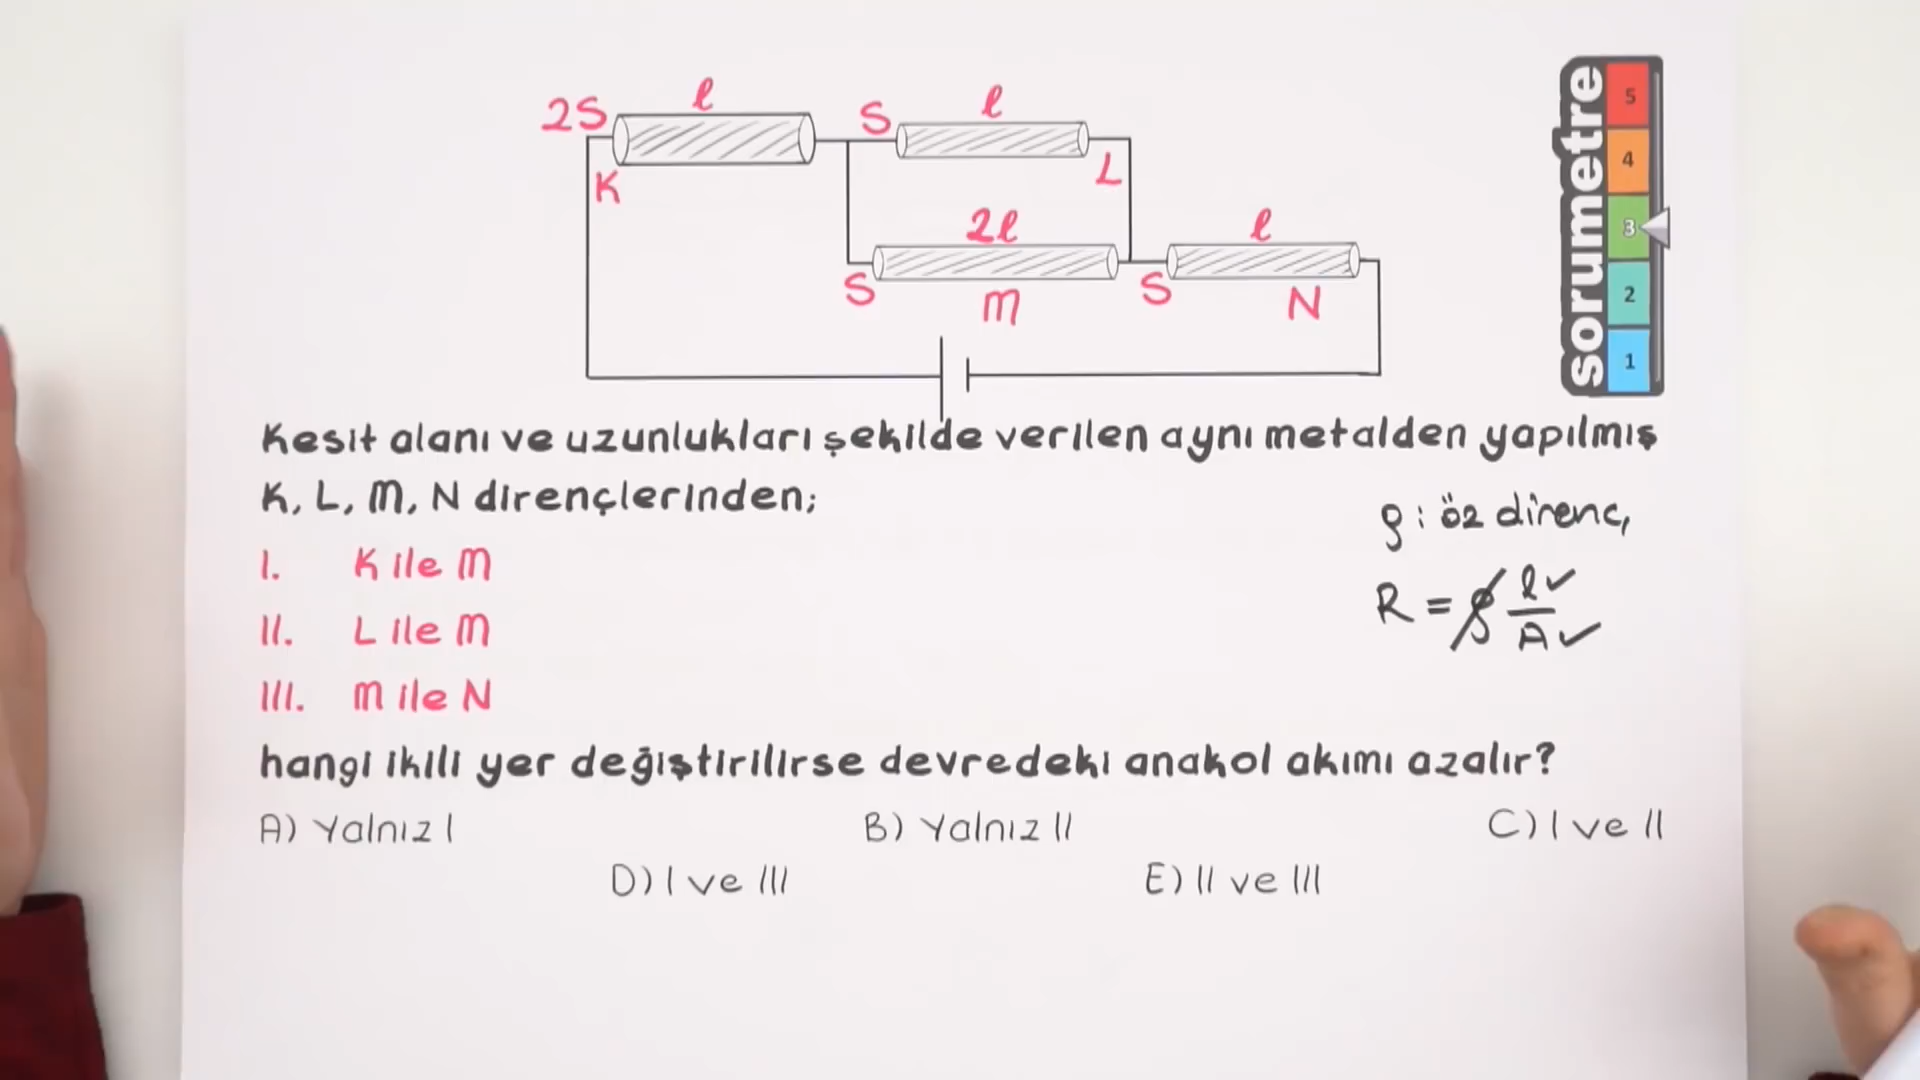 2S l S l
K L
2l l
S M S N
sorumetre
5
4
3
2
1
Kesit alanı ve uzunlukları şekilde verilen aynı metalden yapılmış
K, L, M, N dirençlerinden;
ρ: öz direnç
I. K ile M
R = ρ l/A
II. L ile M
III. M ile N
hangi ikili yer değiştirilirse devredeki anakol akımı azalır?
A) Yalnız I B) Yalnız II C) I ve II
D) I ve III E) II ve III